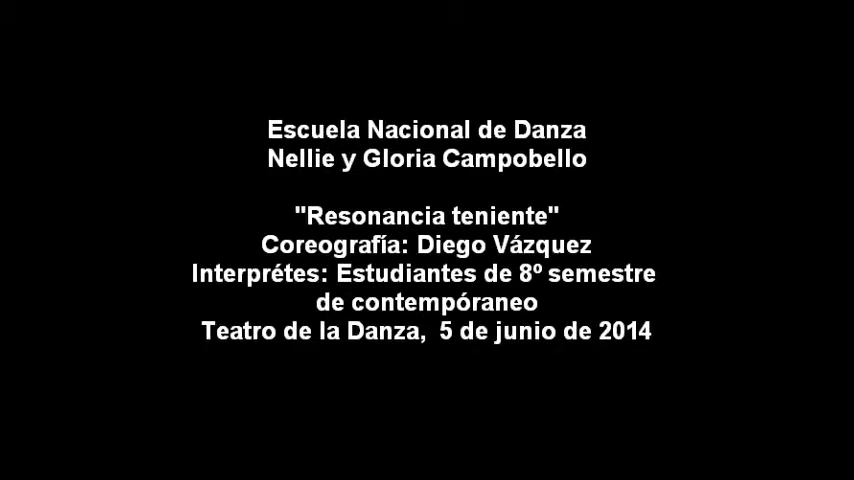 Escuela Nacional de Danza
Nellie y Gloria Campobello
"Resonancia teniente"
Coreografía: Diego Vázquez
Interprétes: Estudiantes de 8º semestre
de contempóraneo
Teatro de la Danza,  5 de junio de 2014